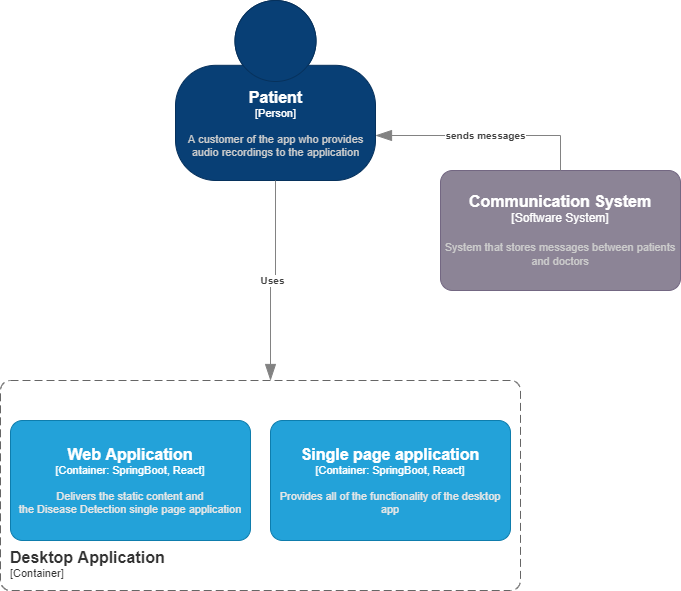 Patient
[Person]
A customer of the app who provides
audio recordings to the application
sends messages
Communication System
[Software System]
System that stores messages between patients
and doctors
Uses
Web Application
[Container: SpringBoot, React]
Delivers the static content and
the Disease Detection single page application
Single page application
[Container: SpringBoot, React]
Provides all of the functionality of the desktop
app
Desktop Application
[Container]